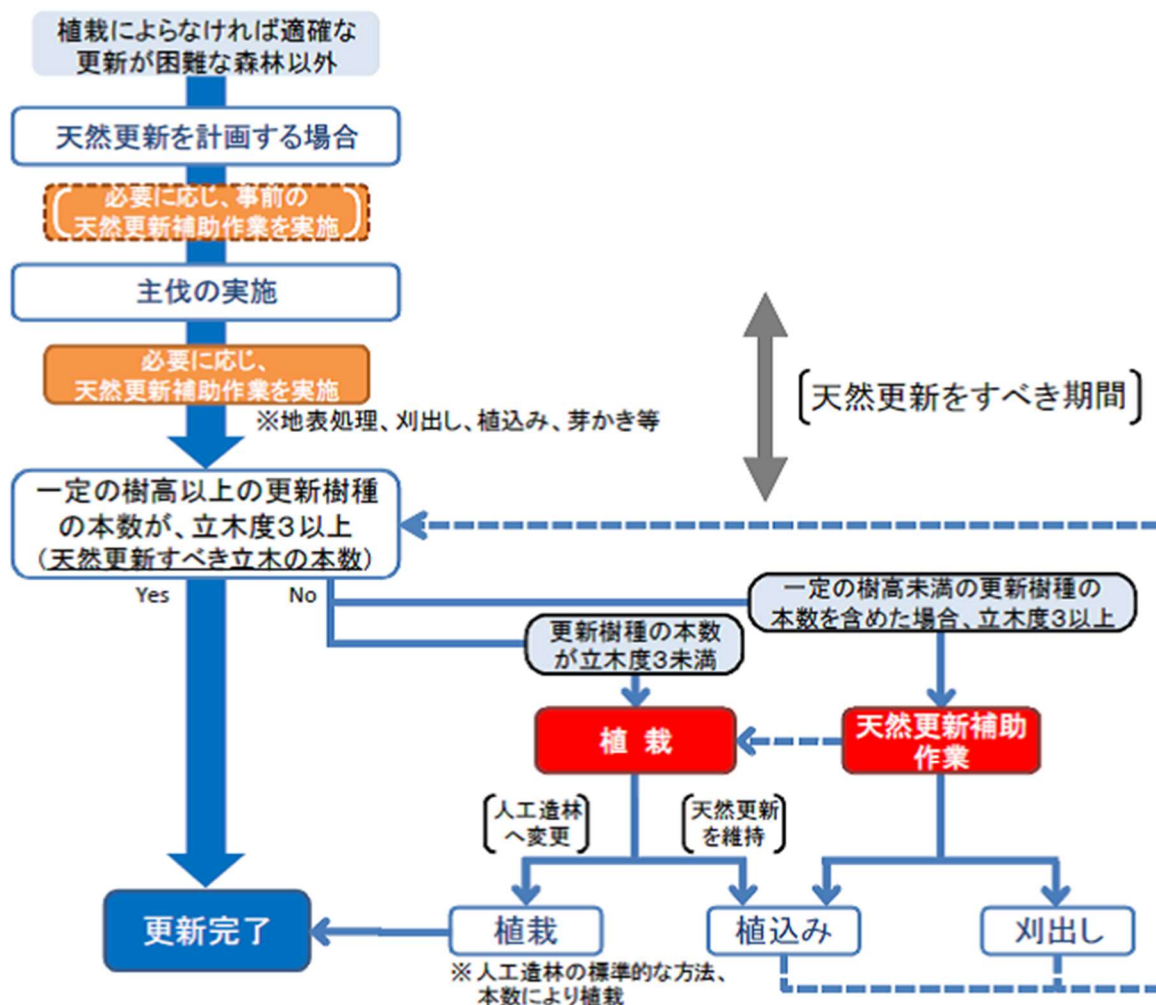 植栽によらなければ適確な
更新が困難な森林以外
天然更新を計画する場合
必要に応じ、事前の
天然更新補助作業を実施
主伐の実施
必要に応じ、
天然更新補助作業を実施
※地表処理、刈出し、植込み、芽かき等
天然更新をすべき期間
一定の樹高以上の更新樹種
の本数が、立木度3以上
(天然更新すべき立木の本数)
Yes
No
一定の樹高未満の更新樹種の
本数を含めた場合、立木度3以上
更新樹種の本数
が立木度3未満
植 栽
天然更新補助
作業
人工造林
へ変更
天然更新
を維持
更新完了
植栽
植込み
刈出し
※人工造林の標準的な方法、
本数により植栽